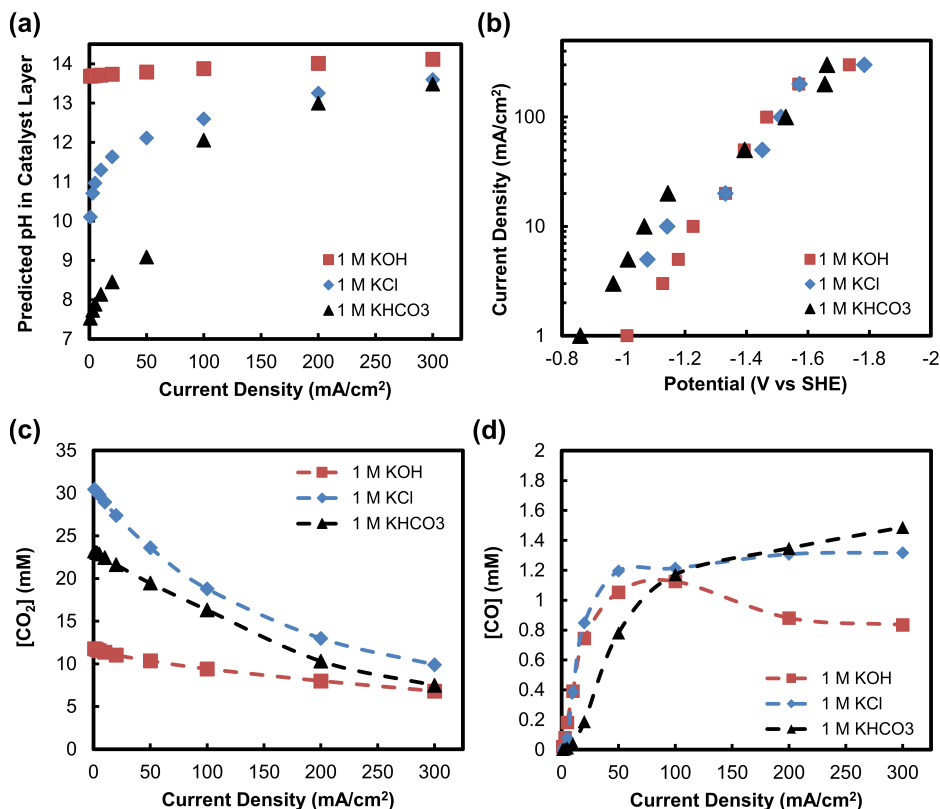 (a)
14
13
12
11
10
9
8
7
Predicted pH in Catalyst Layer
1 M KOH
1 M KCl
1 M KHCO3
0 50 100 150 200 250 300
Current Density (mA/cm²)
(b)
100
10
1
Current Density (mA/cm²)
1 M KOH
1 M KCl
1 M KHCO3
-0.8 -1 -1.2 -1.4 -1.6 -1.8 -2
Potential (V vs SHE)
(c)
35
30
25
20
15
10
5
0
[CO₂] (mM)
1 M KOH
1 M KCl
1 M KHCO3
0 50 100 150 200 250 300
Current Density (mA/cm²)
(d)
2
1.8
1.6
1.4
1.2
1
0.8
0.6
0.4
0.2
0
[CO] (mM)
1 M KOH
1 M KCl
1 M KHCO3
0 50 100 150 200 250 300
Current Density (mA/cm²)